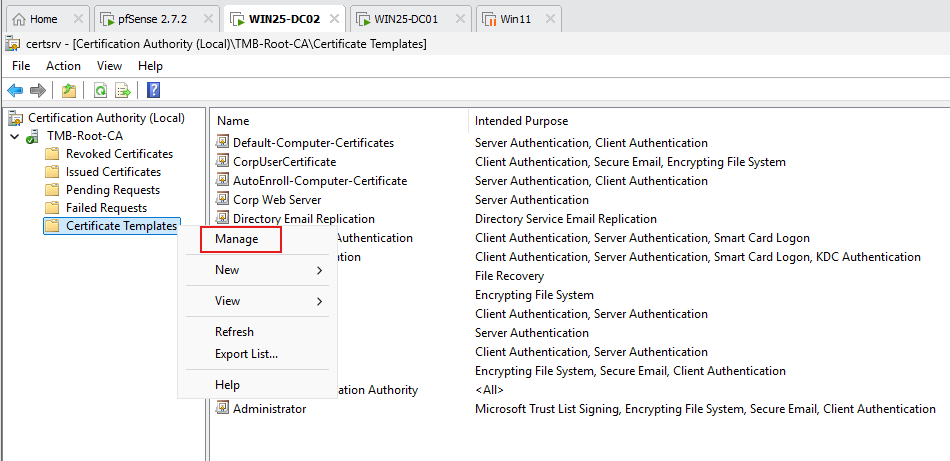 Home pfSense 2.7.2 WIN25-DC02 WIN25-DC01 Win11
certsrv - [Certification Authority (Local)\TMB-Root-CA\Certificate Templates]
File Action View Help
Certification Authority (Local)
TMB-Root-CA
Revoked Certificates
Issued Certificates
Pending Requests
Failed Requests
Certificate Templates
Manage
New
View
Refresh
Export List...
Help
Name Intended Purpose
Default-Computer-Certificates Server Authentication, Client Authentication
CorpUserCertificate Client Authentication, Secure Email, Encrypting File System
AutoEnroll-Computer-Certificate Server Authentication, Client Authentication
Corp Web Server Server Authentication
Directory Email Replication Directory Service Email Replication
Authentication Client Authentication, Server Authentication, Smart Card Logon
ation Client Authentication, Server Authentication, Smart Card Logon, KDC Authentication
File Recovery
Encrypting File System
Client Authentication, Server Authentication
Server Authentication
Client Authentication, Server Authentication
Encrypting File System, Secure Email, Client Authentication
cation Authority <All>
Administrator Microsoft Trust List Signing, Encrypting File System, Secure Email, Client Authentication